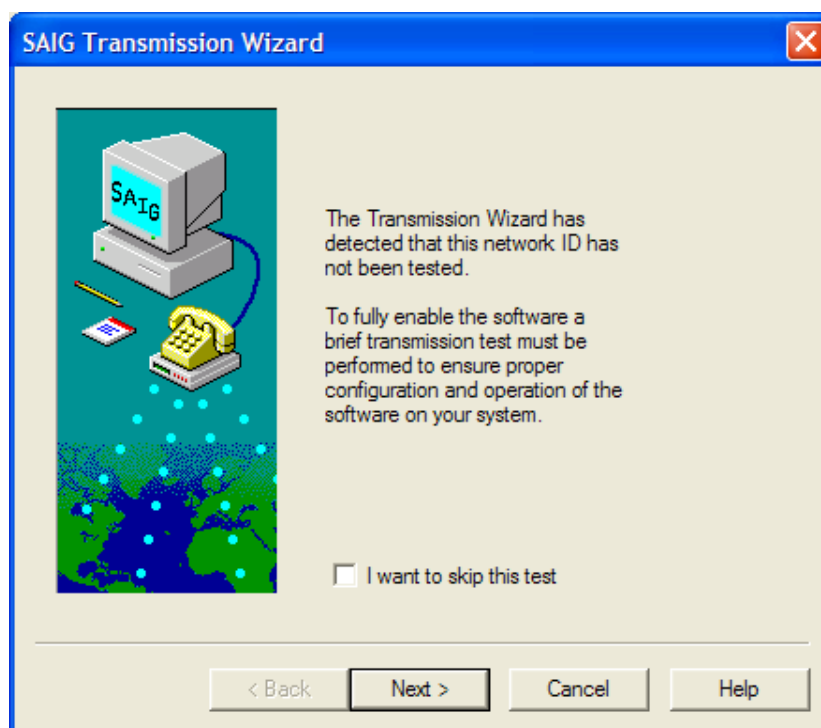 SAIG Transmission Wizard
SAIG
The Transmission Wizard has
detected that this network ID has
not been tested.
To fully enable the software a
brief transmission test must be
performed to ensure proper
configuration and operation of the
software on your system.
I want to skip this test
< Back
Next >
Cancel
Help